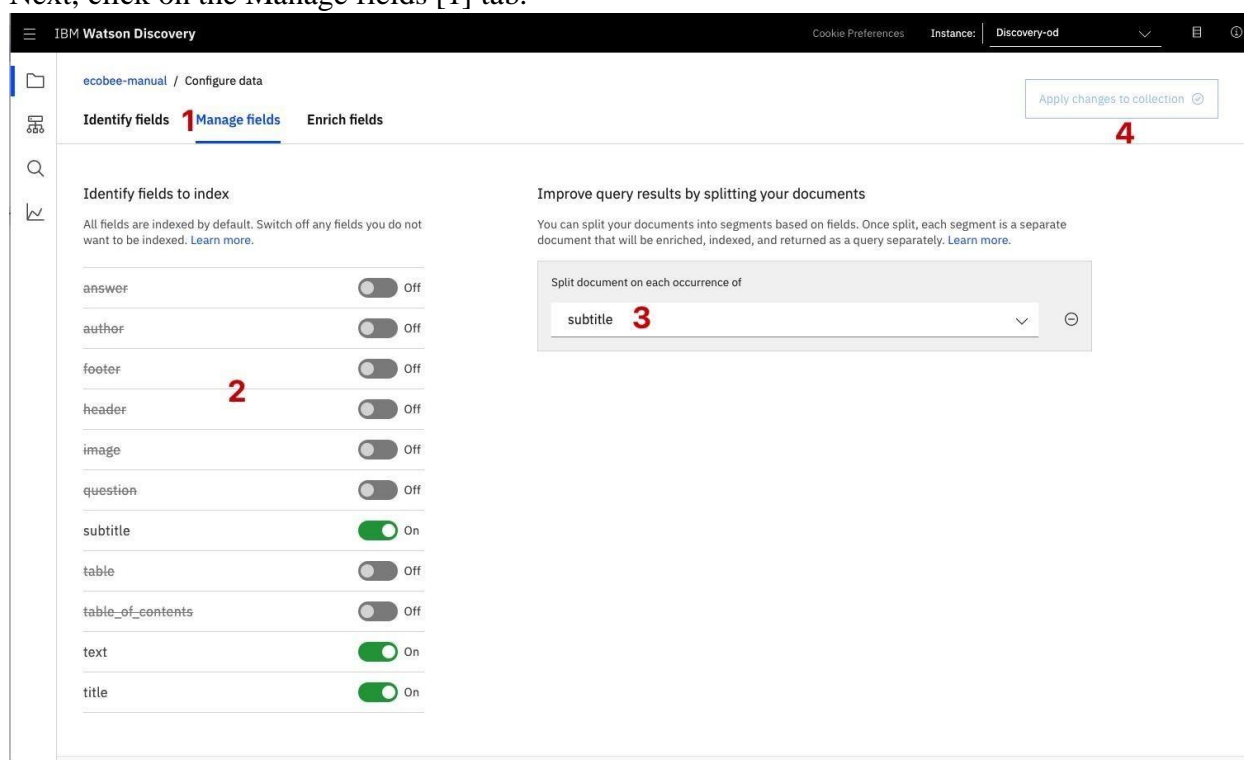 Next, click on the Manage fields [1] tab.
IBM Watson Discovery
Cookie Preferences
Instance:
Discovery-od
ecobee-manual / Configure data
Apply changes to collection
4
Identify fields
1
Manage fields
Enrich fields
Identify fields to index
All fields are indexed by default. Switch off any fields you do not
want to be indexed. Learn more.
answer Off
author Off
footer Off
2
header Off
image Off
question Off
subtitle On
table Off
table_of_contents Off
text On
title On
Improve query results by splitting your documents
You can split your documents into segments based on fields. Once split, each segment is a separate
document that will be enriched, indexed, and returned as a query separately. Learn more.
Split document on each occurrence of
subtitle
3